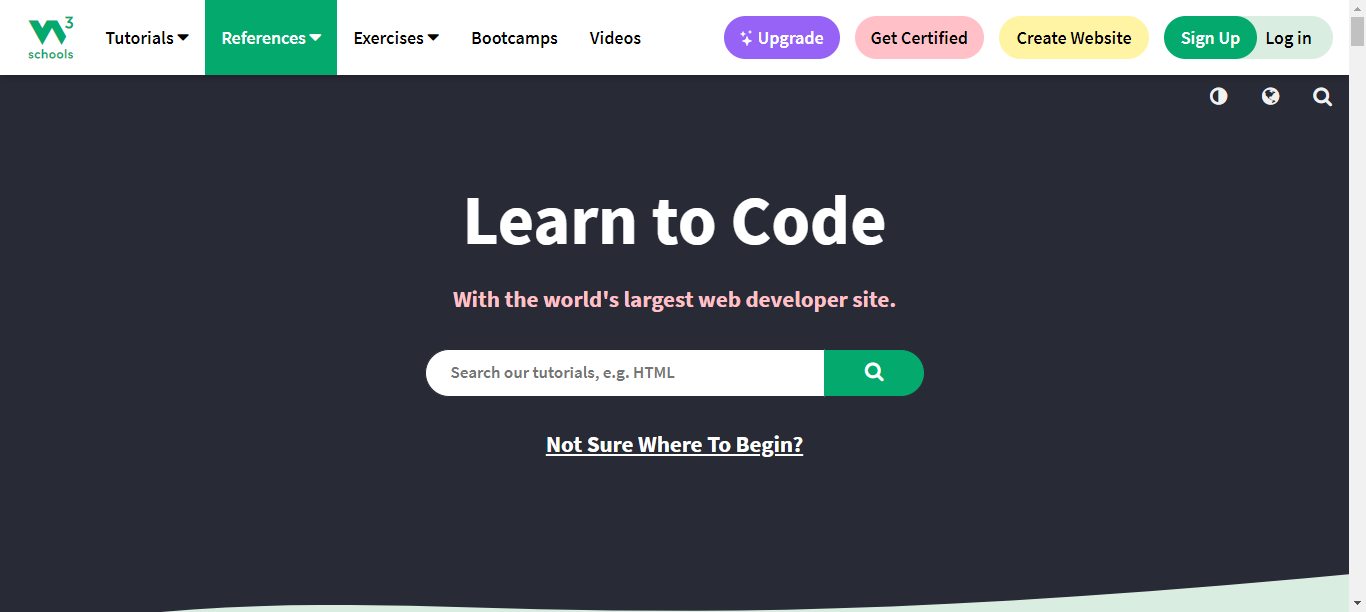 W3 schools Tutorials References Exercises Bootcamps Videos Upgrade Get Certified Create Website Sign Up Log in
Learn to Code
With the world's largest web developer site.
Search our tutorials, e.g. HTML
Not Sure Where To Begin?